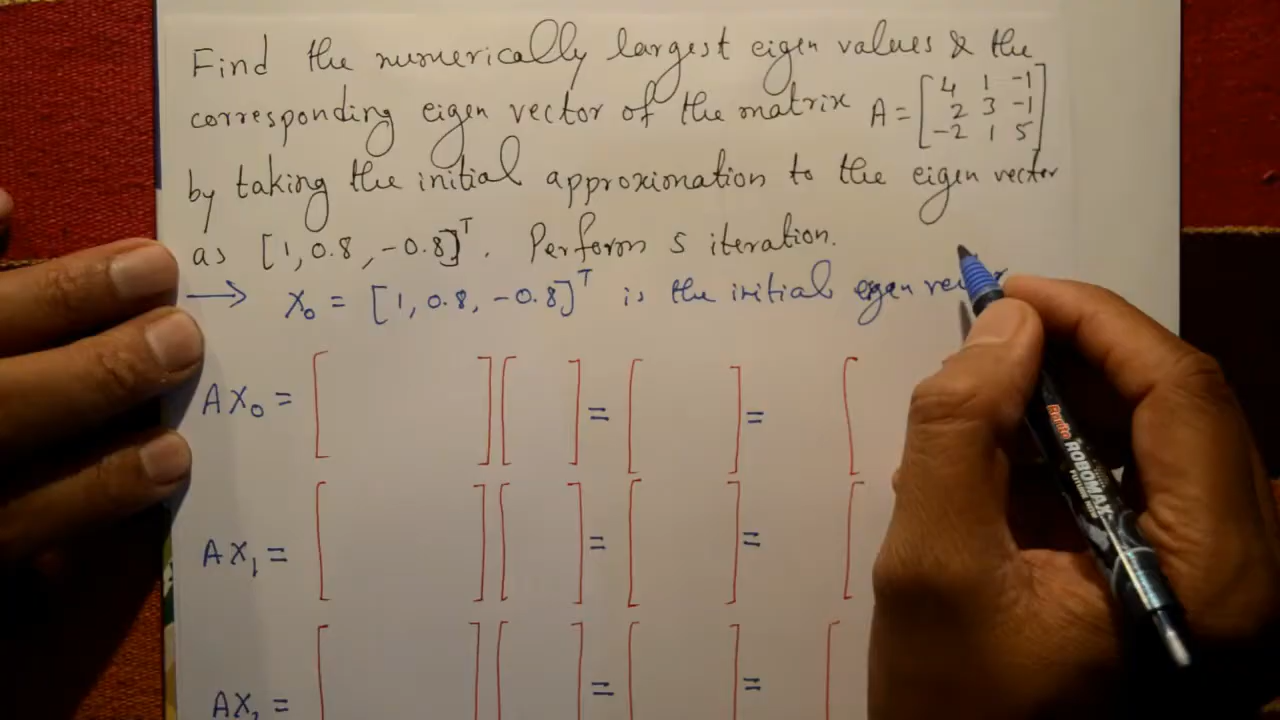 Find the numerically largest eigen values & the
corresponding eigen vector of the matrix A = [4 1 -1
2 3 -1
-2 1 5]
by taking the initial approxionation to the eigen vector
as [1, 0.8, -0.8]ᵀ. Perform 5 iteration.
→ X₀ = [1, 0.8, -0.8]ᵀ is the initial eigen
AX₀ = [ ] [ ] = [ ] = [
AX₁ = [ ] [ ] = [ ] = [
AX₂ = [ ] [ ] = [ ] = [
ROBOMAX